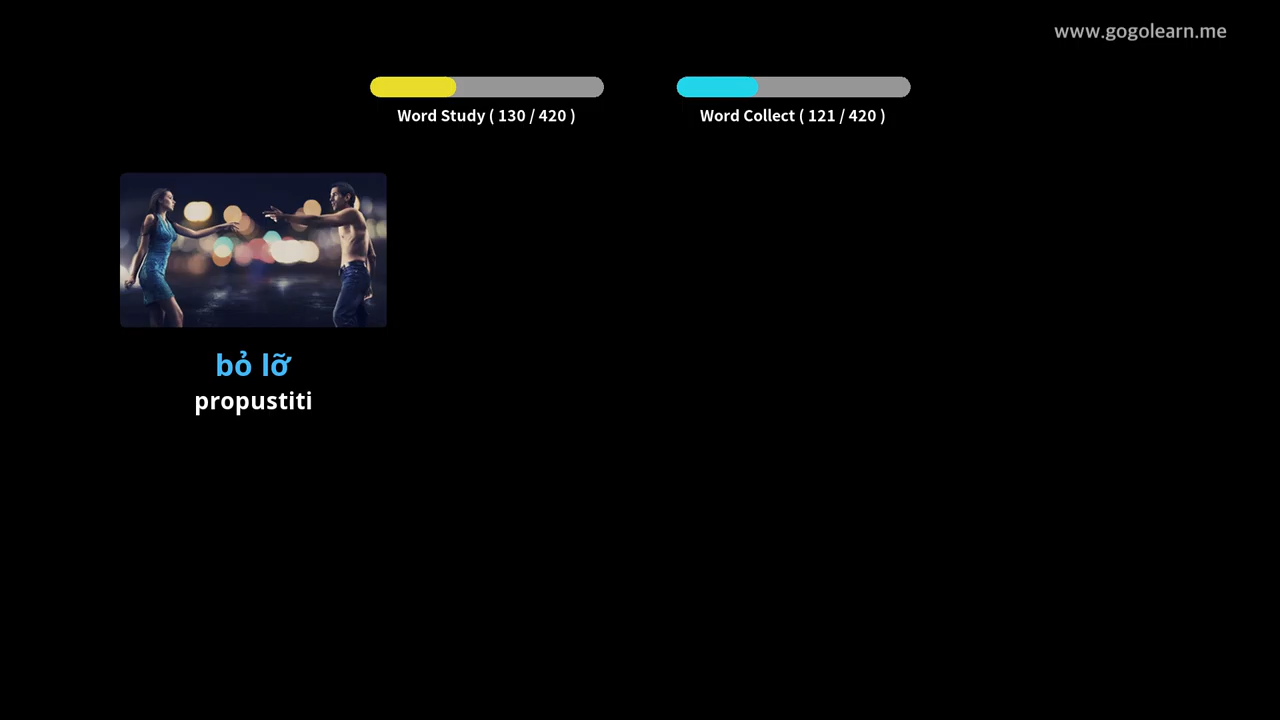 www.gogolearn.me
Word Study ( 130 / 420 )
Word Collect ( 121 / 420 )
bỏ lỡ
propustiti